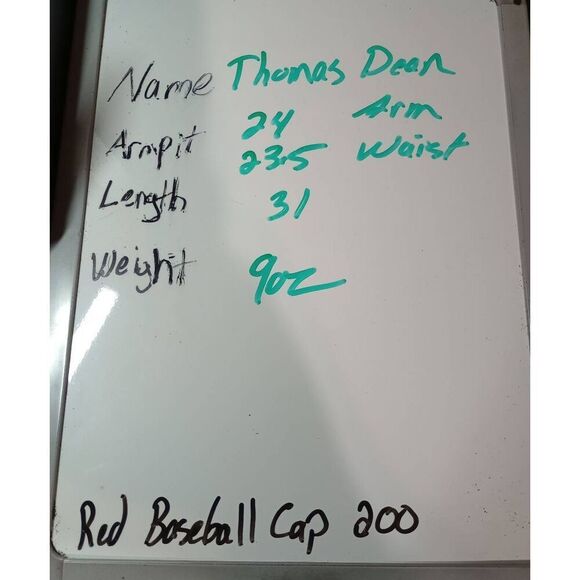 Name Thomas Dean
Armpit 24 Arm
23.5 Waist
Length 31
Weight 9oz
Red Baseball Cap 200